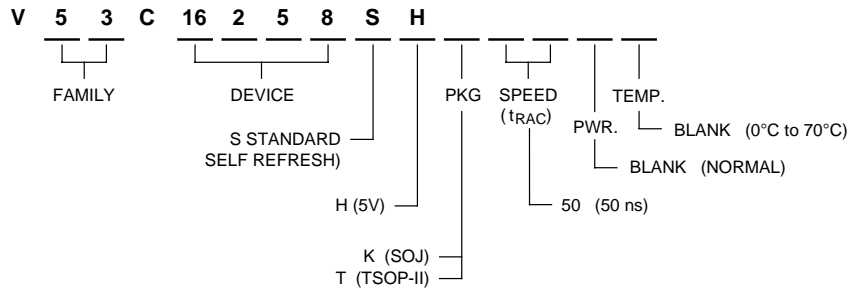 V 5 3 C 16 2 5 8 S H
FAMILY DEVICE PKG SPEED TEMP.
(tRAC) PWR.
BLANK (0°C to 70°C)
S STANDARD
SELF REFRESH)
BLANK (NORMAL)
H (5V) 50 (50 ns)
K (SOJ)
T (TSOP-II)